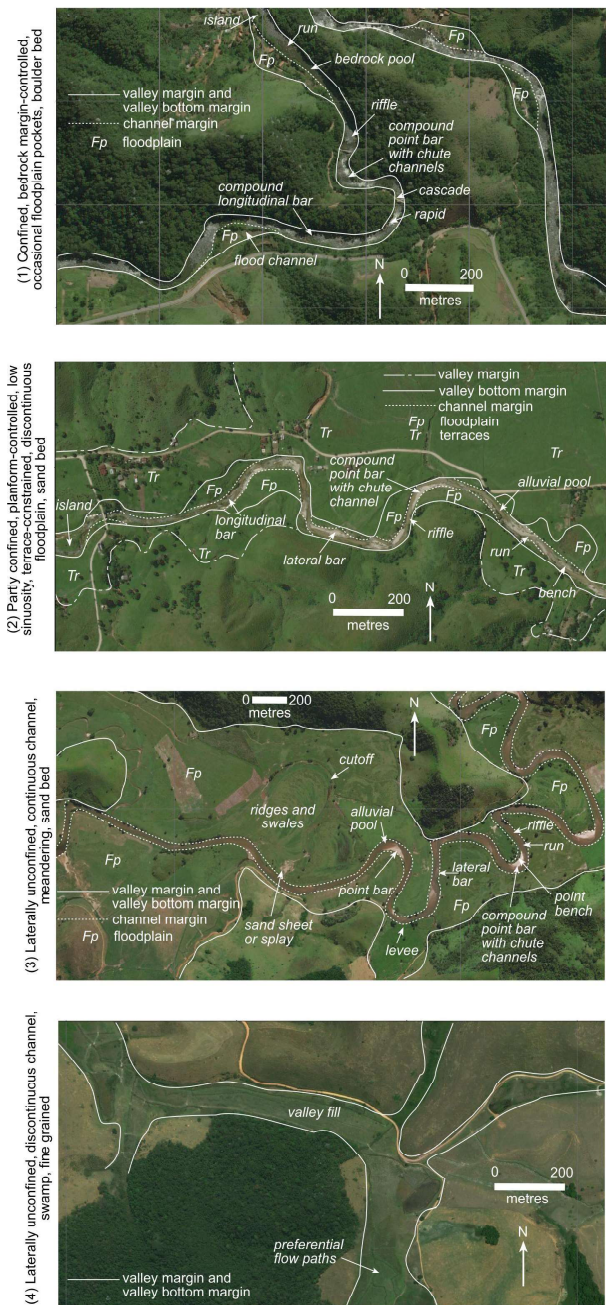 (1) Confined, bedrock margin-controlled,
occasional floodplain pockets, boulder bed
island
run
Fp
bedrock pool
Fp
Fp
valley margin and
valley bottom margin
channel margin
Fp floodplain
riffle
compound
point bar
with chute
channels
compound
longitudinal bar
cascade
rapid
Fp
flood channel
N
0 200
metres
(2) Party confined, planform-controlled, low
sinuosity, terrace-ccnstrained, discontinuous
floodplain, sand bed
valley margin
valley bottom margin
channel margin
Fp floodplain
Tr terraces
Tr
Tr
Tr
compound
point bar
with chute
channel
alluvial pool
island
Fp
Fp
longitudinal
bar
Fp
Fp
Fp
lateral bar
riffle
run
Tr
Tr
Tr
bench
0 200
metres
N
(3) Laterally unconfined, continuous channel,
meandering, sand bed
0 200
metres
N
Fp
Fp
cutoff
ridges and
swales
alluvial
pool
Fp
riffle
run
Fp
lateral
bar
point bar
point
bench
valley margin and
valley bottom margin
channel margin
Fp floodplain
sand sheet
or splay
Fp
levee
compound
point bar
with chute
channels
(4) Laterally unconfined, discontinucus channel,
swamp, fine grained
valley fill
0 200
metres
preferential
flow paths
N
valley margin and
valley bottom margin